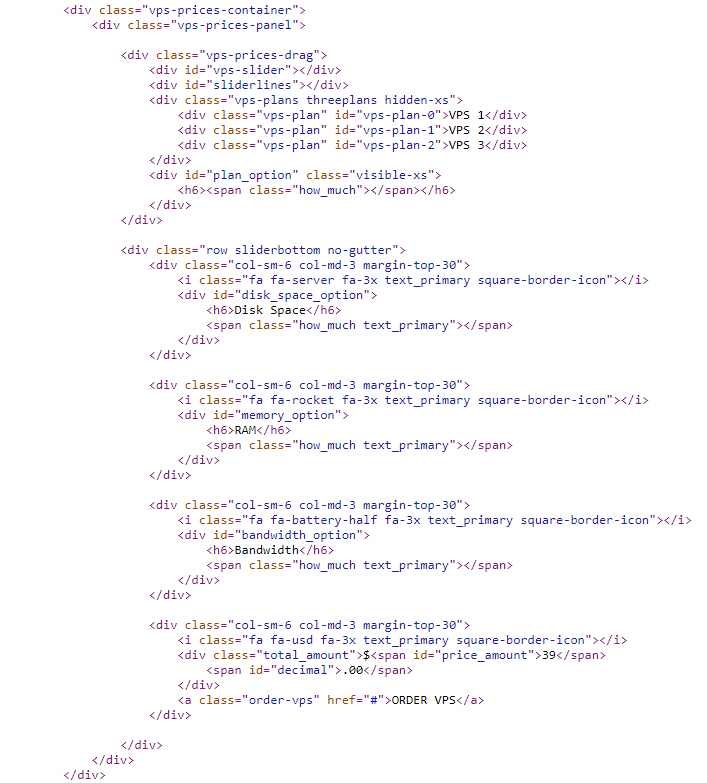 <div class="vps-prices-container">
<div class="vps-prices-panel">
<div class="vps-prices-drag">
<div id="vps-slider"></div>
<div id="sliderlines"></div>
<div class="vps-plans threeplans hidden-xs">
<div class="vps-plan" id="vps-plan-0">VPS 1</div>
<div class="vps-plan" id="vps-plan-1">VPS 2</div>
<div class="vps-plan" id="vps-plan-2">VPS 3</div>
</div>
<div id="plan_option" class="visible-xs">
<h6><span class="how_much"></span></h6>
</div>
</div>
<div class="row sliderbottom no-gutter">
<div class="col-sm-6 col-md-3 margin-top-30">
<i class="fa fa-server fa-3x text_primary square-border-icon"></i>
<div id="disk_space_option">
<h6>Disk Space</h6>
<span class="how_much text_primary"></span>
</div>
</div>
<div class="col-sm-6 col-md-3 margin-top-30">
<i class="fa fa-rocket fa-3x text_primary square-border-icon"></i>
<div id="memory_option">
<h6>RAM</h6>
<span class="how_much text_primary"></span>
</div>
</div>
<div class="col-sm-6 col-md-3 margin-top-30">
<i class="fa fa-battery-half fa-3x text_primary square-border-icon"></i>
<div id="bandwidth_option">
<h6>Bandwidth</h6>
<span class="how_much text_primary"></span>
</div>
</div>
<div class="col-sm-6 col-md-3 margin-top-30">
<i class="fa fa-usd fa-3x text_primary square-border-icon"></i>
<div class="total_amount">$<span id="price_amount">39</span>
<span id="decimal">.00</span>
</div>
<a class="order-vps" href="#">ORDER VPS</a>
</div>
</div>
</div>
</div>